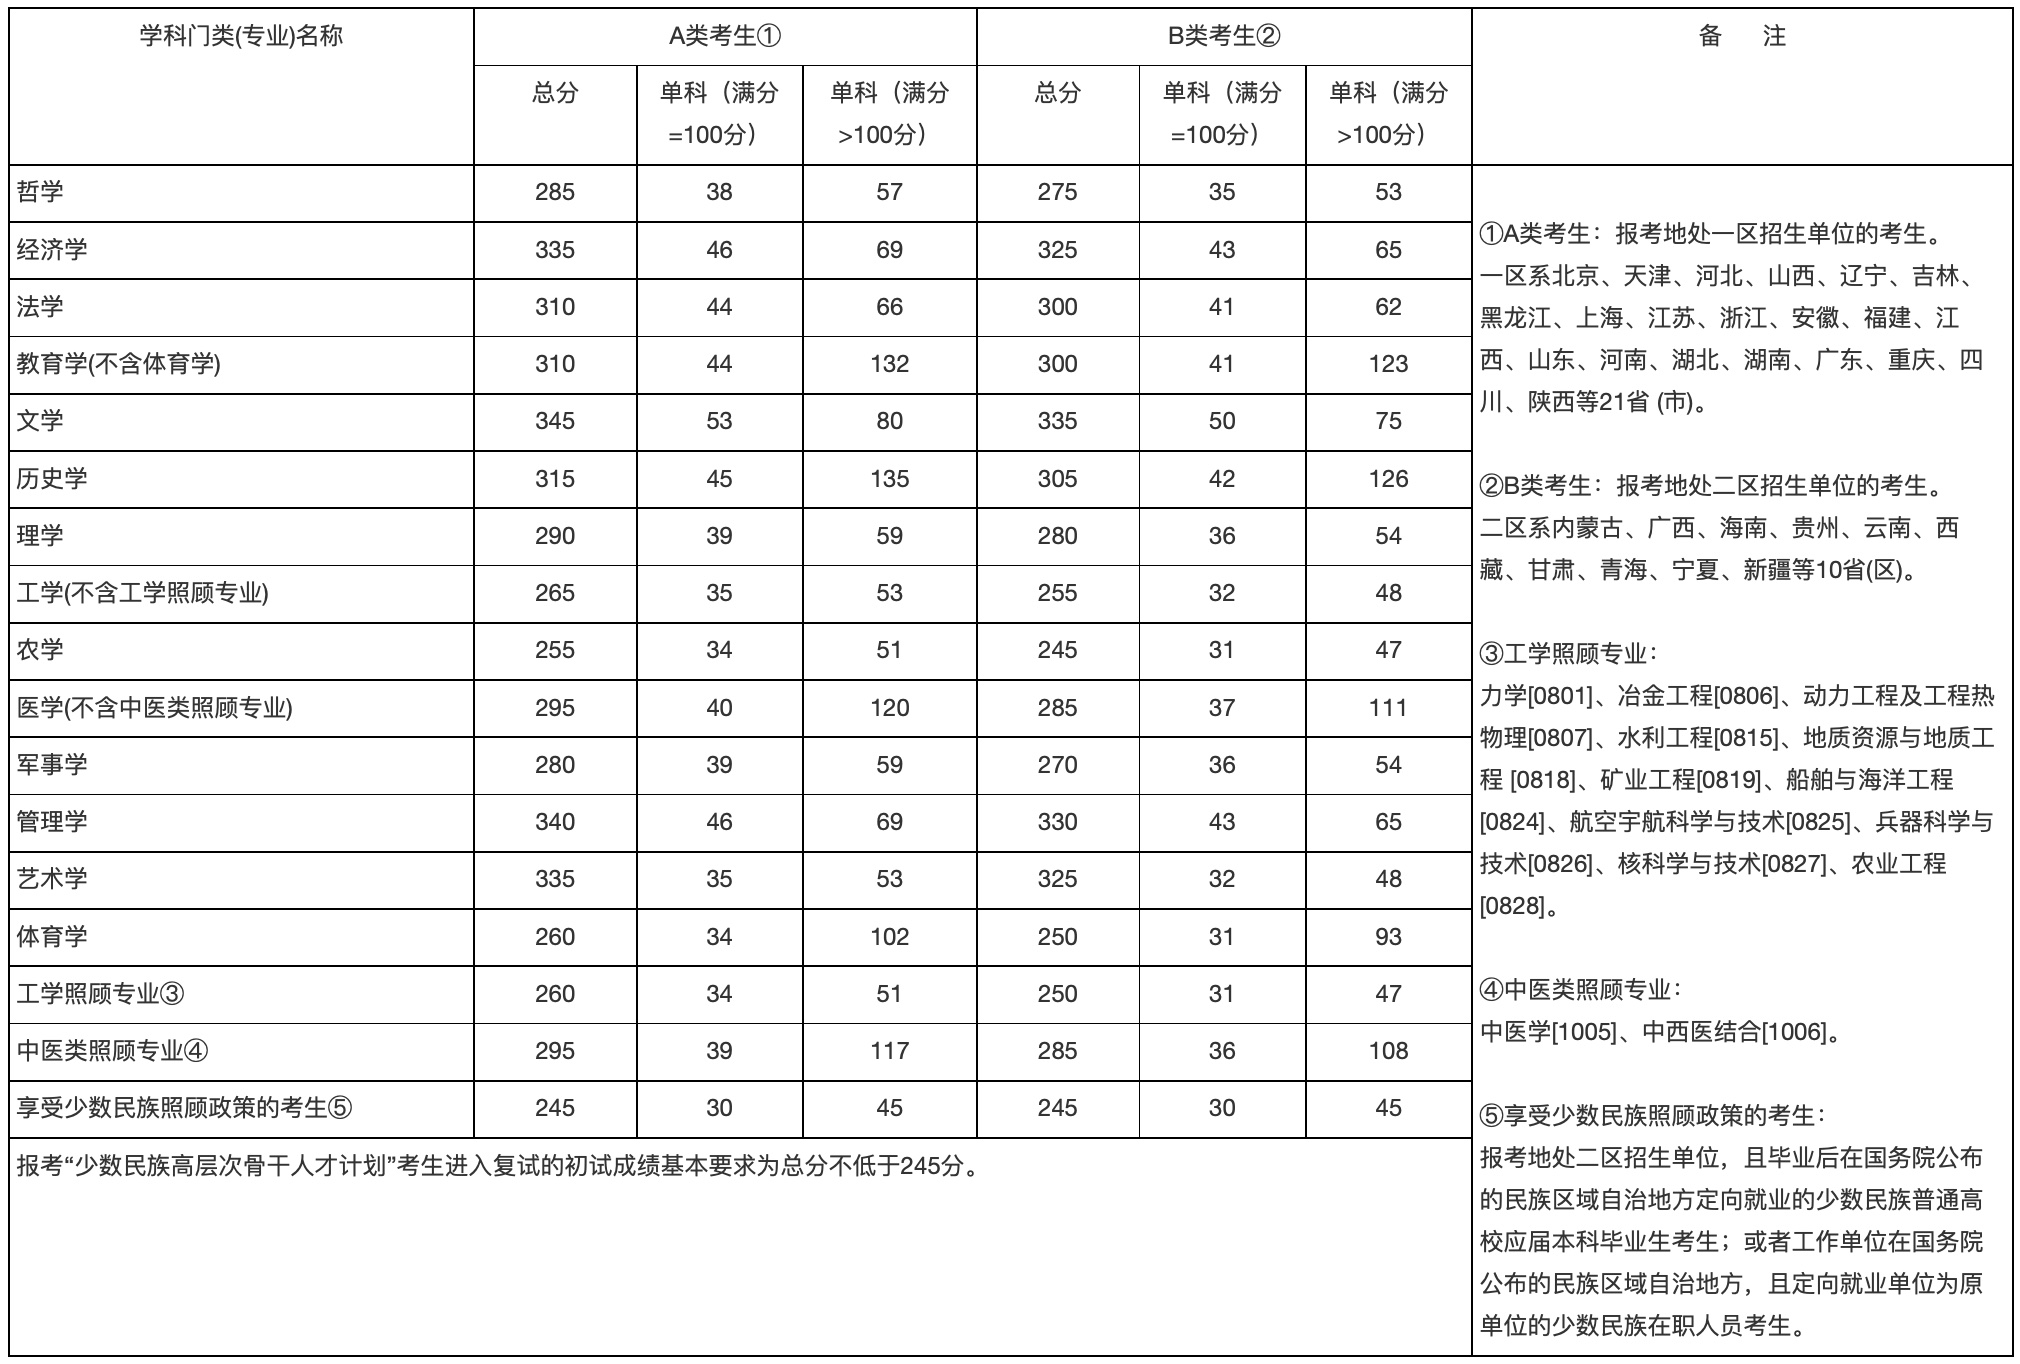 学科门类(专业)名称 A类考生① B类考生② 备 注
总分 单科（满分=100分） 单科（满分>100分） 总分 单科（满分=100分） 单科（满分>100分）
哲学 285 38 57 275 35 53
经济学 335 46 69 325 43 65
法学 310 44 66 300 41 62
教育学(不含体育学) 310 44 132 300 41 123
文学 345 53 80 335 50 75
历史学 315 45 135 305 42 126
理学 290 39 59 280 36 54
工学(不含工学照顾专业) 265 35 53 255 32 48
农学 255 34 51 245 31 47
医学(不含中医类照顾专业) 295 40 120 285 37 111
军事学 280 39 59 270 36 54
管理学 340 46 69 330 43 65
艺术学 335 35 53 325 32 48
体育学 260 34 102 250 31 93
工学照顾专业③ 260 34 51 250 31 47
中医类照顾专业④ 295 39 117 285 36 108
享受少数民族照顾政策的考生⑤ 245 30 45 245 30 45
报考“少数民族高层次骨干人才计划”考生进入复试的初试成绩基本要求为总分不低于245分。
①A类考生：报考地处一区招生单位的考生。
一区系北京、天津、河北、山西、辽宁、吉林、
黑龙江、上海、江苏、浙江、安徽、福建、江
西、山东、河南、湖北、湖南、广东、重庆、四
川、陕西等21省 (市)。
②B类考生：报考地处二区招生单位的考生。
二区系内蒙古、广西、海南、贵州、云南、西
藏、甘肃、青海、宁夏、新疆等10省(区)。
③工学照顾专业：
力学[0801]、冶金工程[0806]、动力工程及工程热
物理[0807]、水利工程[0815]、地质资源与地质工
程 [0818]、矿业工程[0819]、船舶与海洋工程
[0824]、航空宇航科学与技术[0825]、兵器科学与
技术[0826]、核科学与技术[0827]、农业工程
[0828]。
④中医类照顾专业：
中医学[1005]、中西医结合[1006]。
⑤享受少数民族照顾政策的考生：
报考地处二区招生单位，且毕业后在国务院公布
的民族区域自治地方定向就业的少数民族普通高
校应届本科毕业生考生；或者工作单位在国务院
公布的民族区域自治地方，且定向就业单位为原
单位的少数民族在职人员考生。